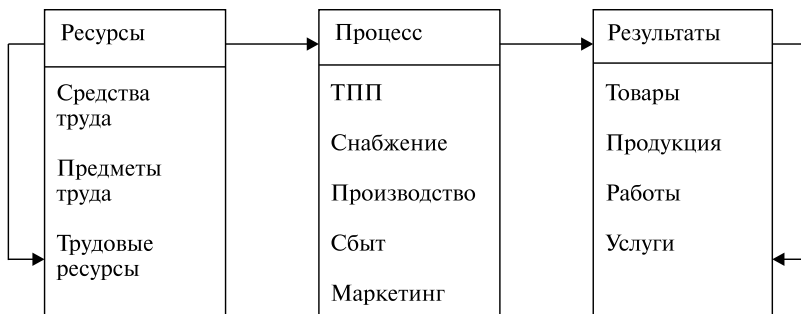 Ресурсы
Средства
труда
Предметы
труда
Трудовые
ресурсы
Процесс
ТПП
Снабжение
Производство
Сбыт
Маркетинг
Результаты
Товары
Продукция
Работы
Услуги